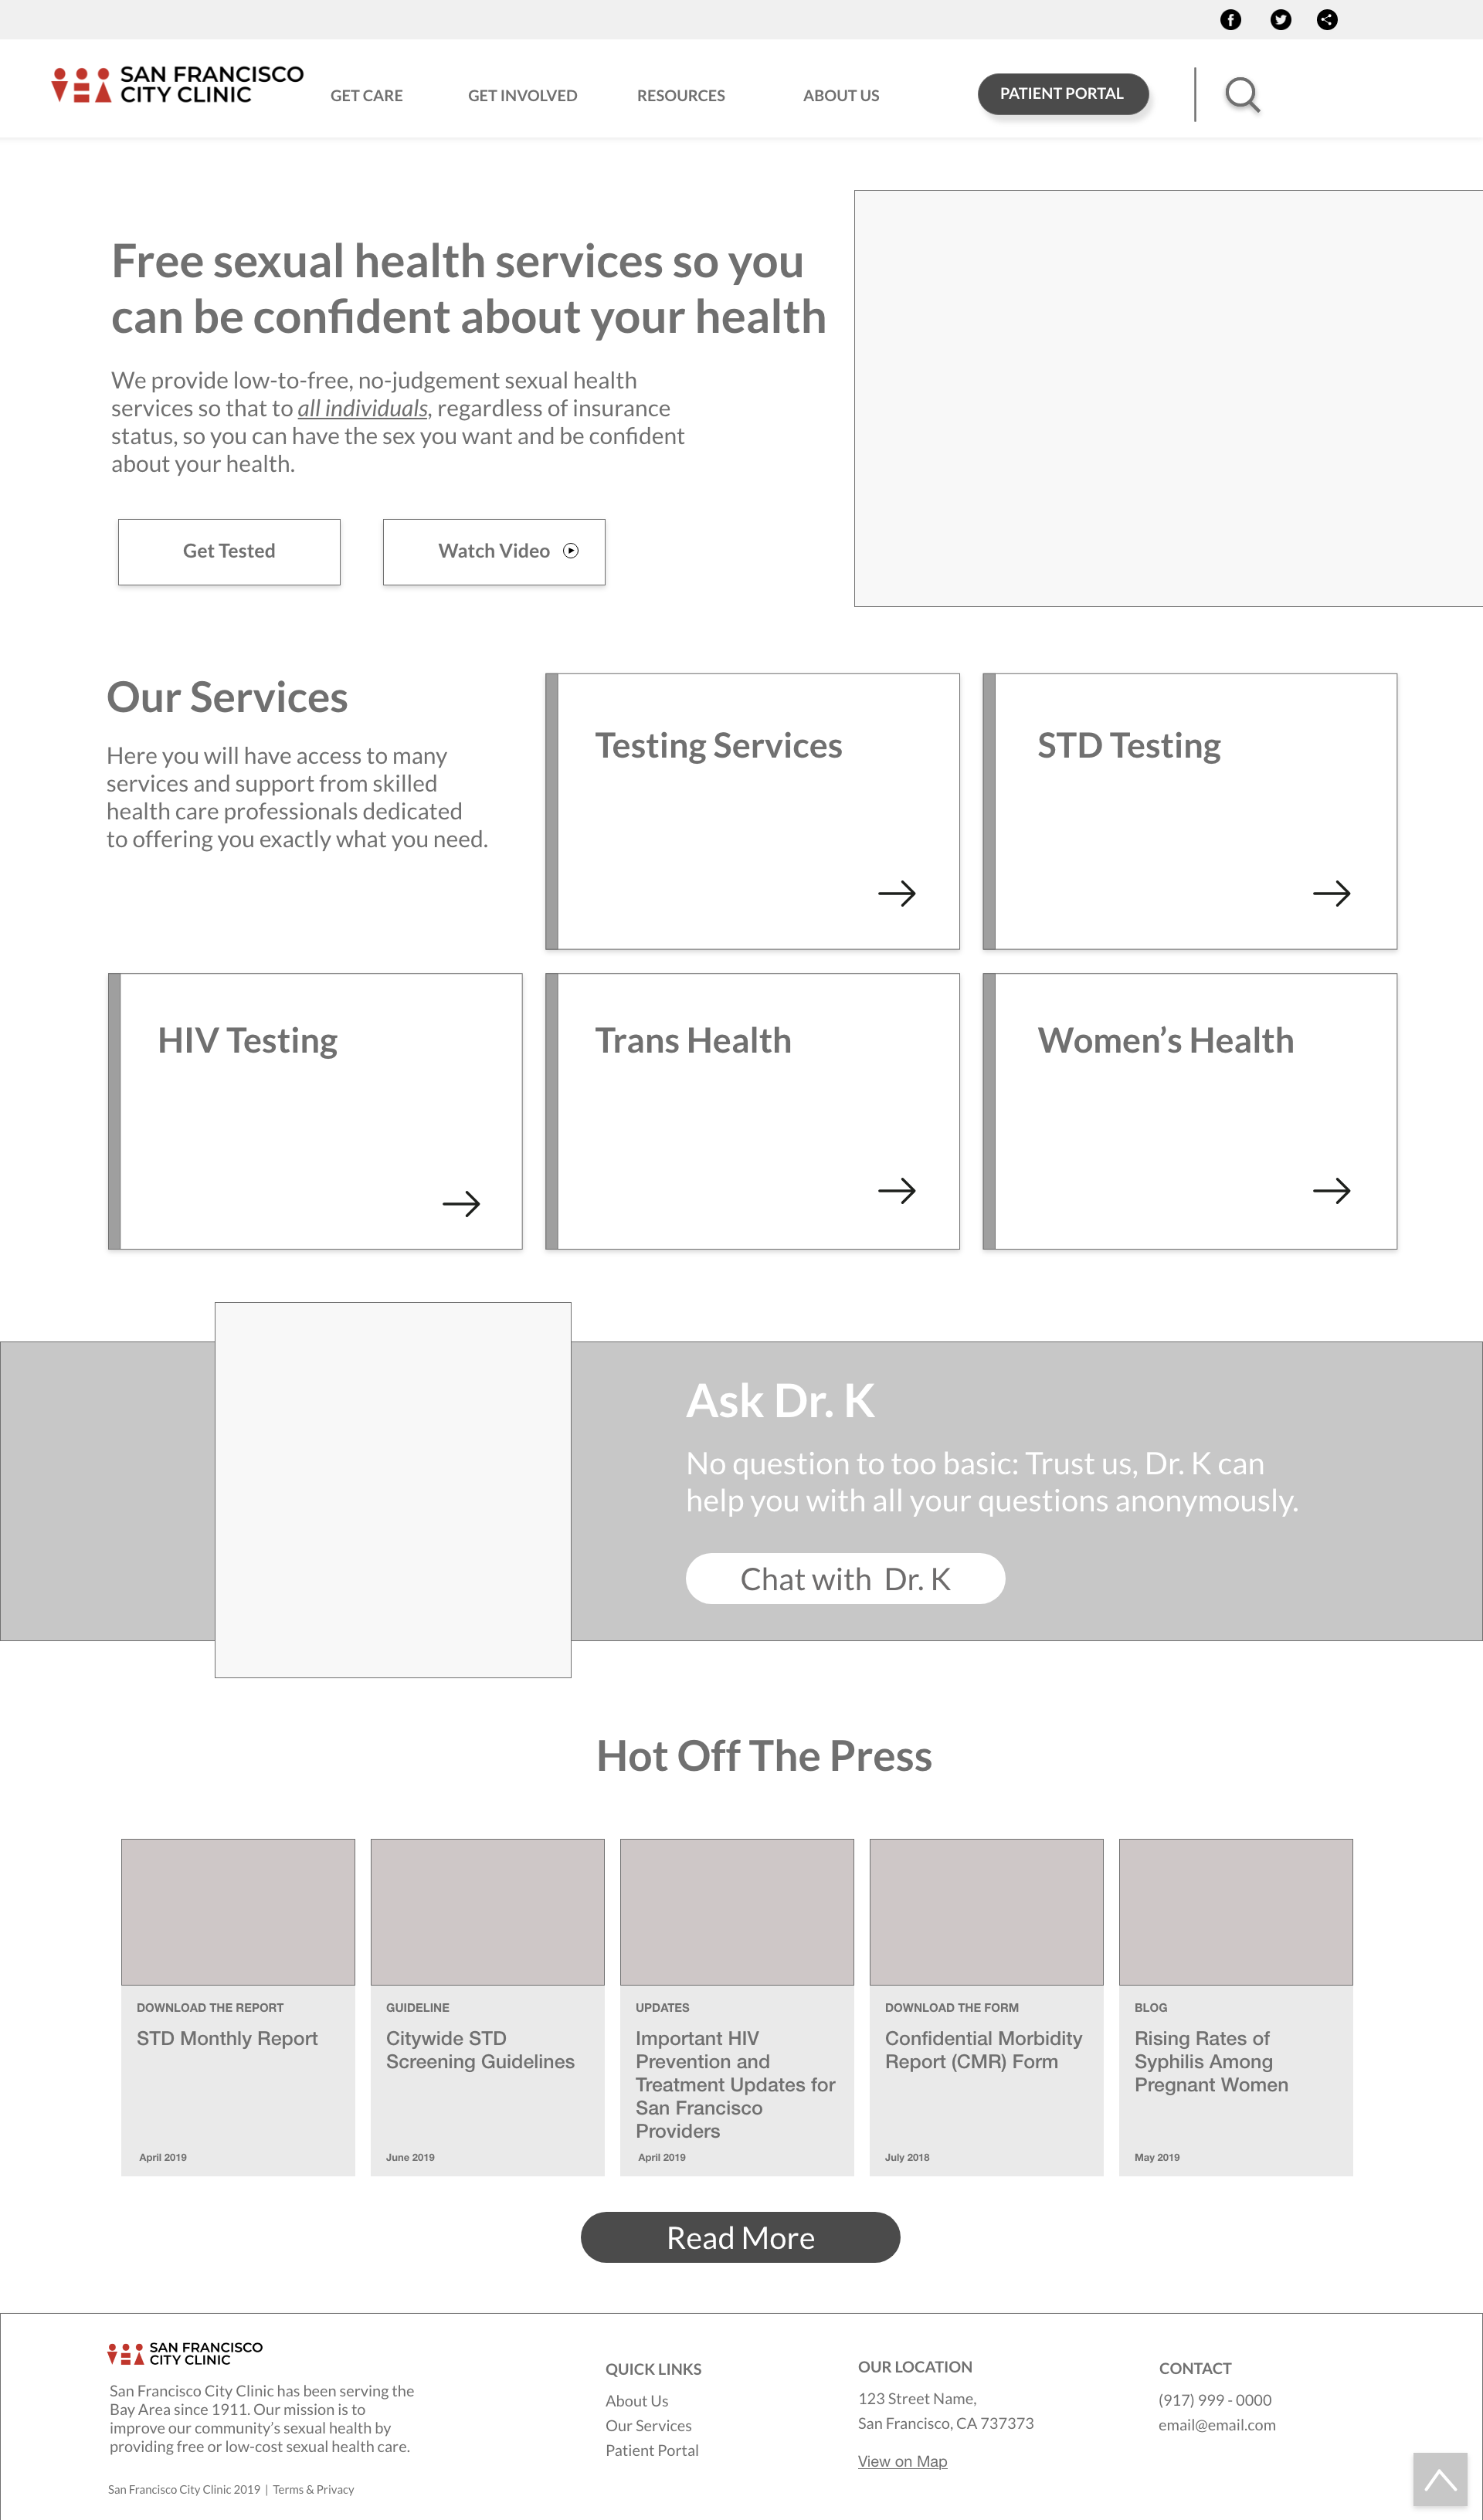 SAN FRANCISCO
CITY CLINIC
GET CARE
GET INVOLVED
RESOURCES
ABOUT US
PATIENT PORTAL
Free sexual health services so you
can be confident about your health
We provide low-to-free, no-judgement sexual health
services so that to all individuals, regardless of insurance
status, so you can have the sex you want and be confident
about your health.
Get Tested
Watch Video
Our Services
Here you will have access to many
services and support from skilled
health care professionals dedicated
to offering you exactly what you need.
Testing Services
STD Testing
HIV Testing
Trans Health
Women’s Health
Ask Dr. K
No question to too basic: Trust us, Dr. K can
help you with all your questions anonymously.
Chat with Dr. K
Hot Off The Press
DOWNLOAD THE REPORT
STD Monthly Report
April 2019
GUIDELINE
Citywide STD
Screening Guidelines
June 2019
UPDATES
Important HIV
Prevention and
Treatment Updates for
San Francisco
Providers
April 2019
DOWNLOAD THE FORM
Confidential Morbidity
Report (CMR) Form
July 2018
BLOG
Rising Rates of
Syphilis Among
Pregnant Women
May 2019
Read More
SAN FRANCISCO
CITY CLINIC
San Francisco City Clinic has been serving the
Bay Area since 1911. Our mission is to
improve our community’s sexual health by
providing free or low-cost sexual health care.
San Francisco City Clinic 2019 | Terms & Privacy
QUICK LINKS
About Us
Our Services
Patient Portal
OUR LOCATION
123 Street Name,
San Francisco, CA 737373
View on Map
CONTACT
(917) 999 - 0000
email@email.com